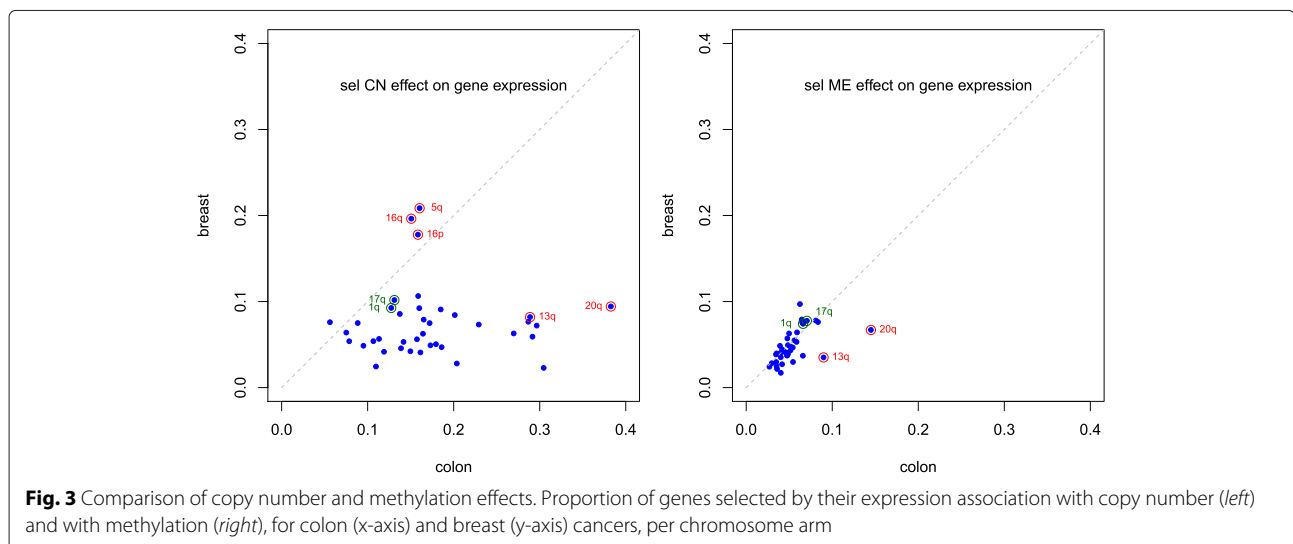 sel CN effect on gene expression
0.4
0.3
0.2
0.1
0.0
breast
5q
16q
16p
17q
1q
13q
20q
0.0 0.1 0.2 0.3 0.4
colon
sel ME effect on gene expression
0.4
0.3
0.2
0.1
0.0
breast
17q
1q
20q
13q
0.0 0.1 0.2 0.3 0.4
colon
Fig. 3 Comparison of copy number and methylation effects. Proportion of genes selected by their expression association with copy number (left)
and with methylation (right), for colon (x-axis) and breast (y-axis) cancers, per chromosome arm